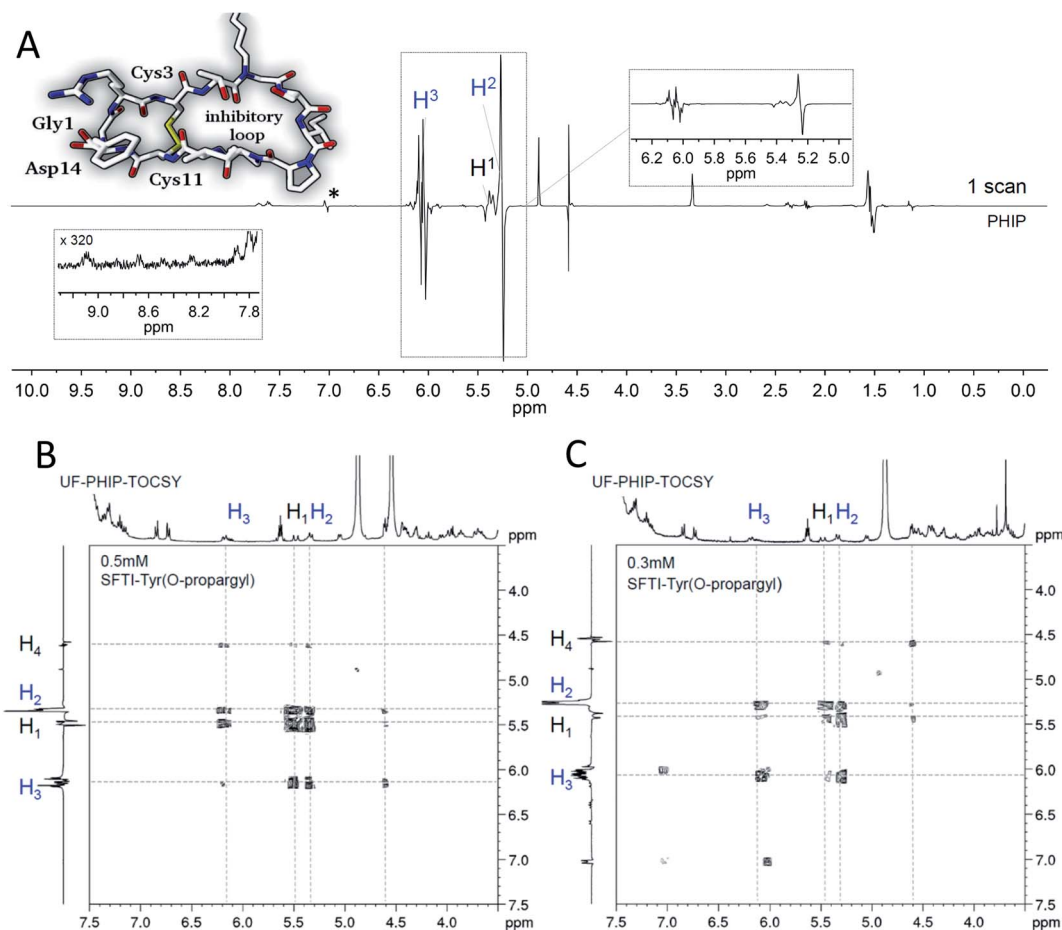 A
Cys3
Gly1
inhibitory
loop
Asp14
Cys11
*
H³
H²
H¹
6.2 6.0 5.8 5.6 5.4 5.2 5.0
ppm
1 scan
PHIP
x 320
9.0 8.6 8.2 7.8
ppm
10.0 9.5 9.0 8.5 8.0 7.5 7.0 6.5 6.0 5.5 5.0 4.5 4.0 3.5 3.0 2.5 2.0 1.5 1.0 0.5 0.0
ppm
B
UF-PHIP-TOCSY
H₃
H₁
H₂
ppm
0.5mM
SFTI-Tyr(O-propargyl)
H₄
H₂
H₁
H₃
4.0
4.5
5.0
5.5
6.0
6.5
7.0
7.5
7.5 7.0 6.5 6.0 5.5 5.0 4.5 4.0
ppm
C
UF-PHIP-TOCSY
H₃
H₁
H₂
ppm
0.3mM
SFTI-Tyr(O-propargyl)
H₄
H₂
H₁
H₃
4.0
4.5
5.0
5.5
6.0
6.5
7.0
7.5
7.5 7.0 6.5 6.0 5.5 5.0 4.5 4.0
ppm